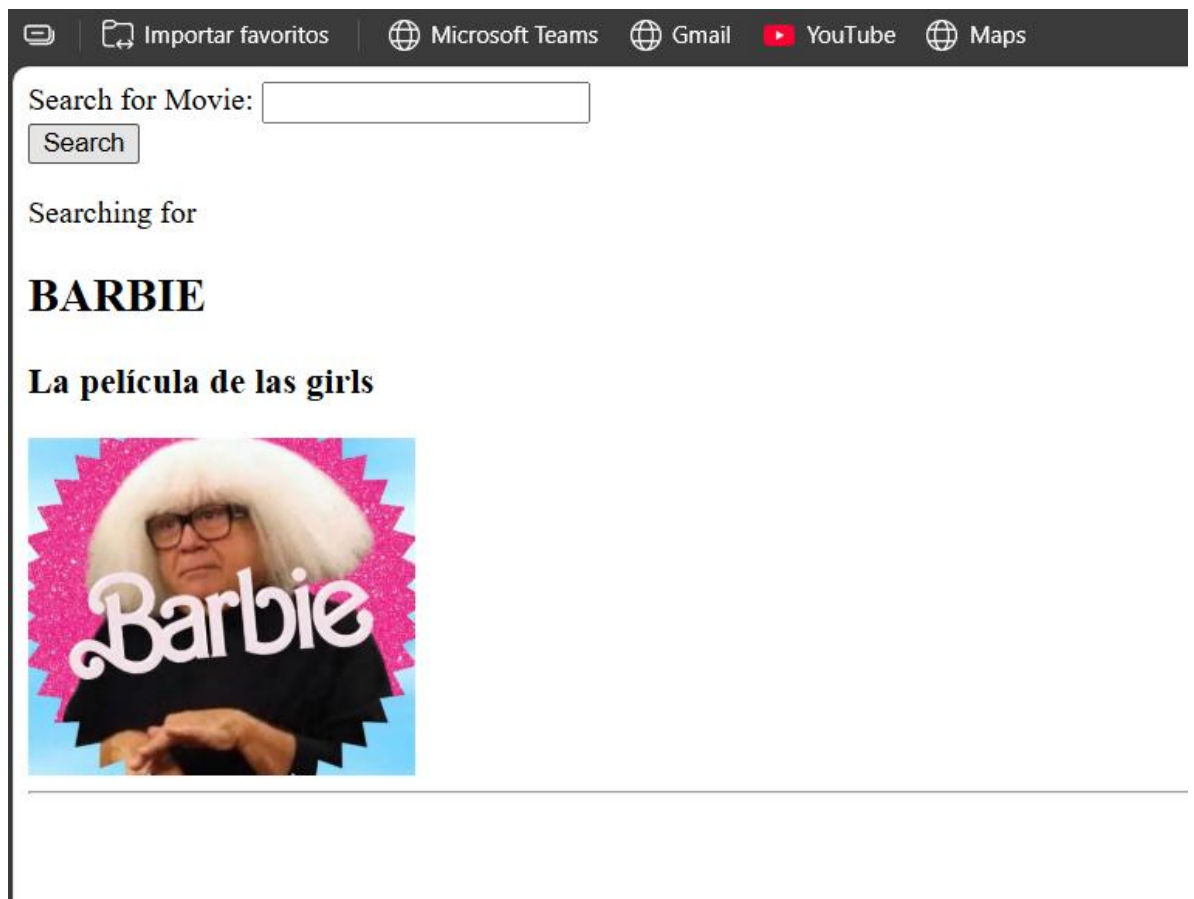 Importar favoritos Microsoft Teams Gmail YouTube Maps
Search for Movie:
Search
Searching for
BARBIE
La película de las girls
Barbie